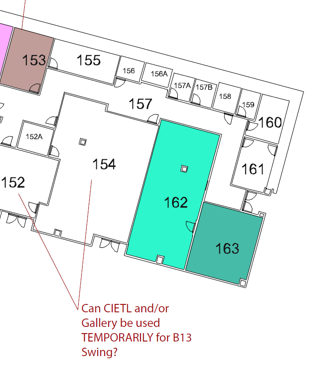 153
155
156
156A
157A
157B
158
159
160
157
152A
154
161
152
162
163
Can CIETL and/or
Gallery be used
TEMPORARILY for B13
Swing?